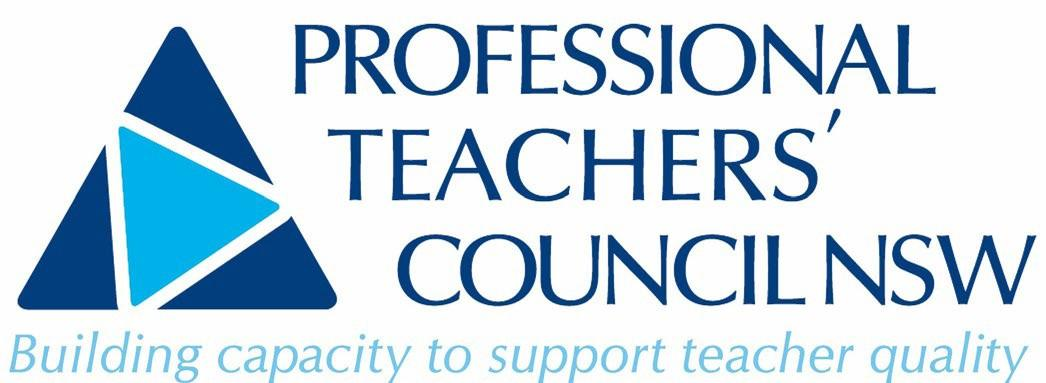 PROFESSIONAL
TEACHERS'
COUNCIL NSW
Building capacity to support teacher quality